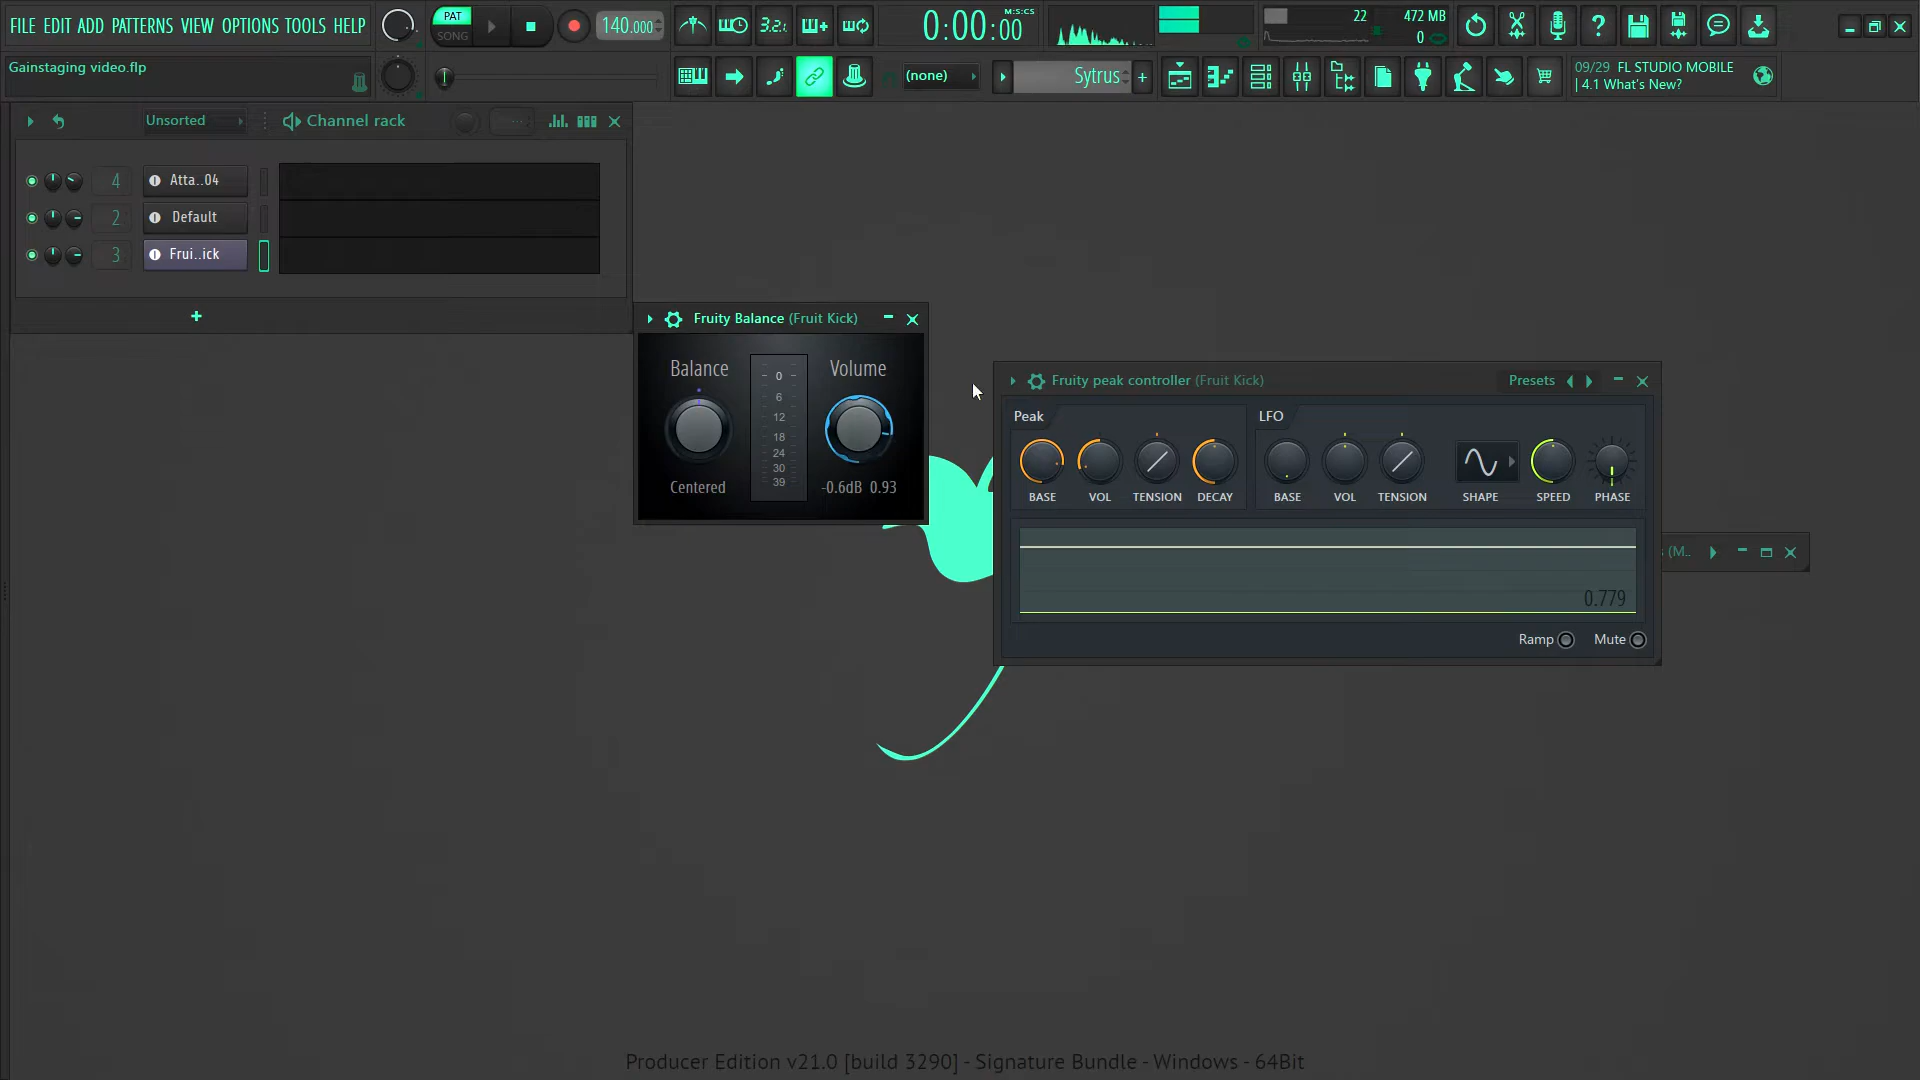 FILE EDIT ADD PATTERNS VIEW OPTIONS TOOLS HELP
PAT
SONG
140.000
3.2.1
0:00:00
M:S:CS
22
472 MB
0
Gainstaging video.flp
(none)
Sytrus
09/29 FL STUDIO MOBILE
| 4.1 What's New?
Unsorted
Channel rack
4 Atta..04
2 Default
3 Frui..ick
+
Fruity Balance (Fruit Kick)
Balance
Volume
0
6
12
18
24
30
39
Centered
-0.6dB 0.93
Fruity peak controller (Fruit Kick)
Presets
Peak
LFO
BASE VOL TENSION DECAY
BASE VOL TENSION SHAPE SPEED PHASE
0.779
Ramp
Mute
(M..
Producer Edition v21.0 [build 3290] - Signature Bundle - Windows - 64Bit